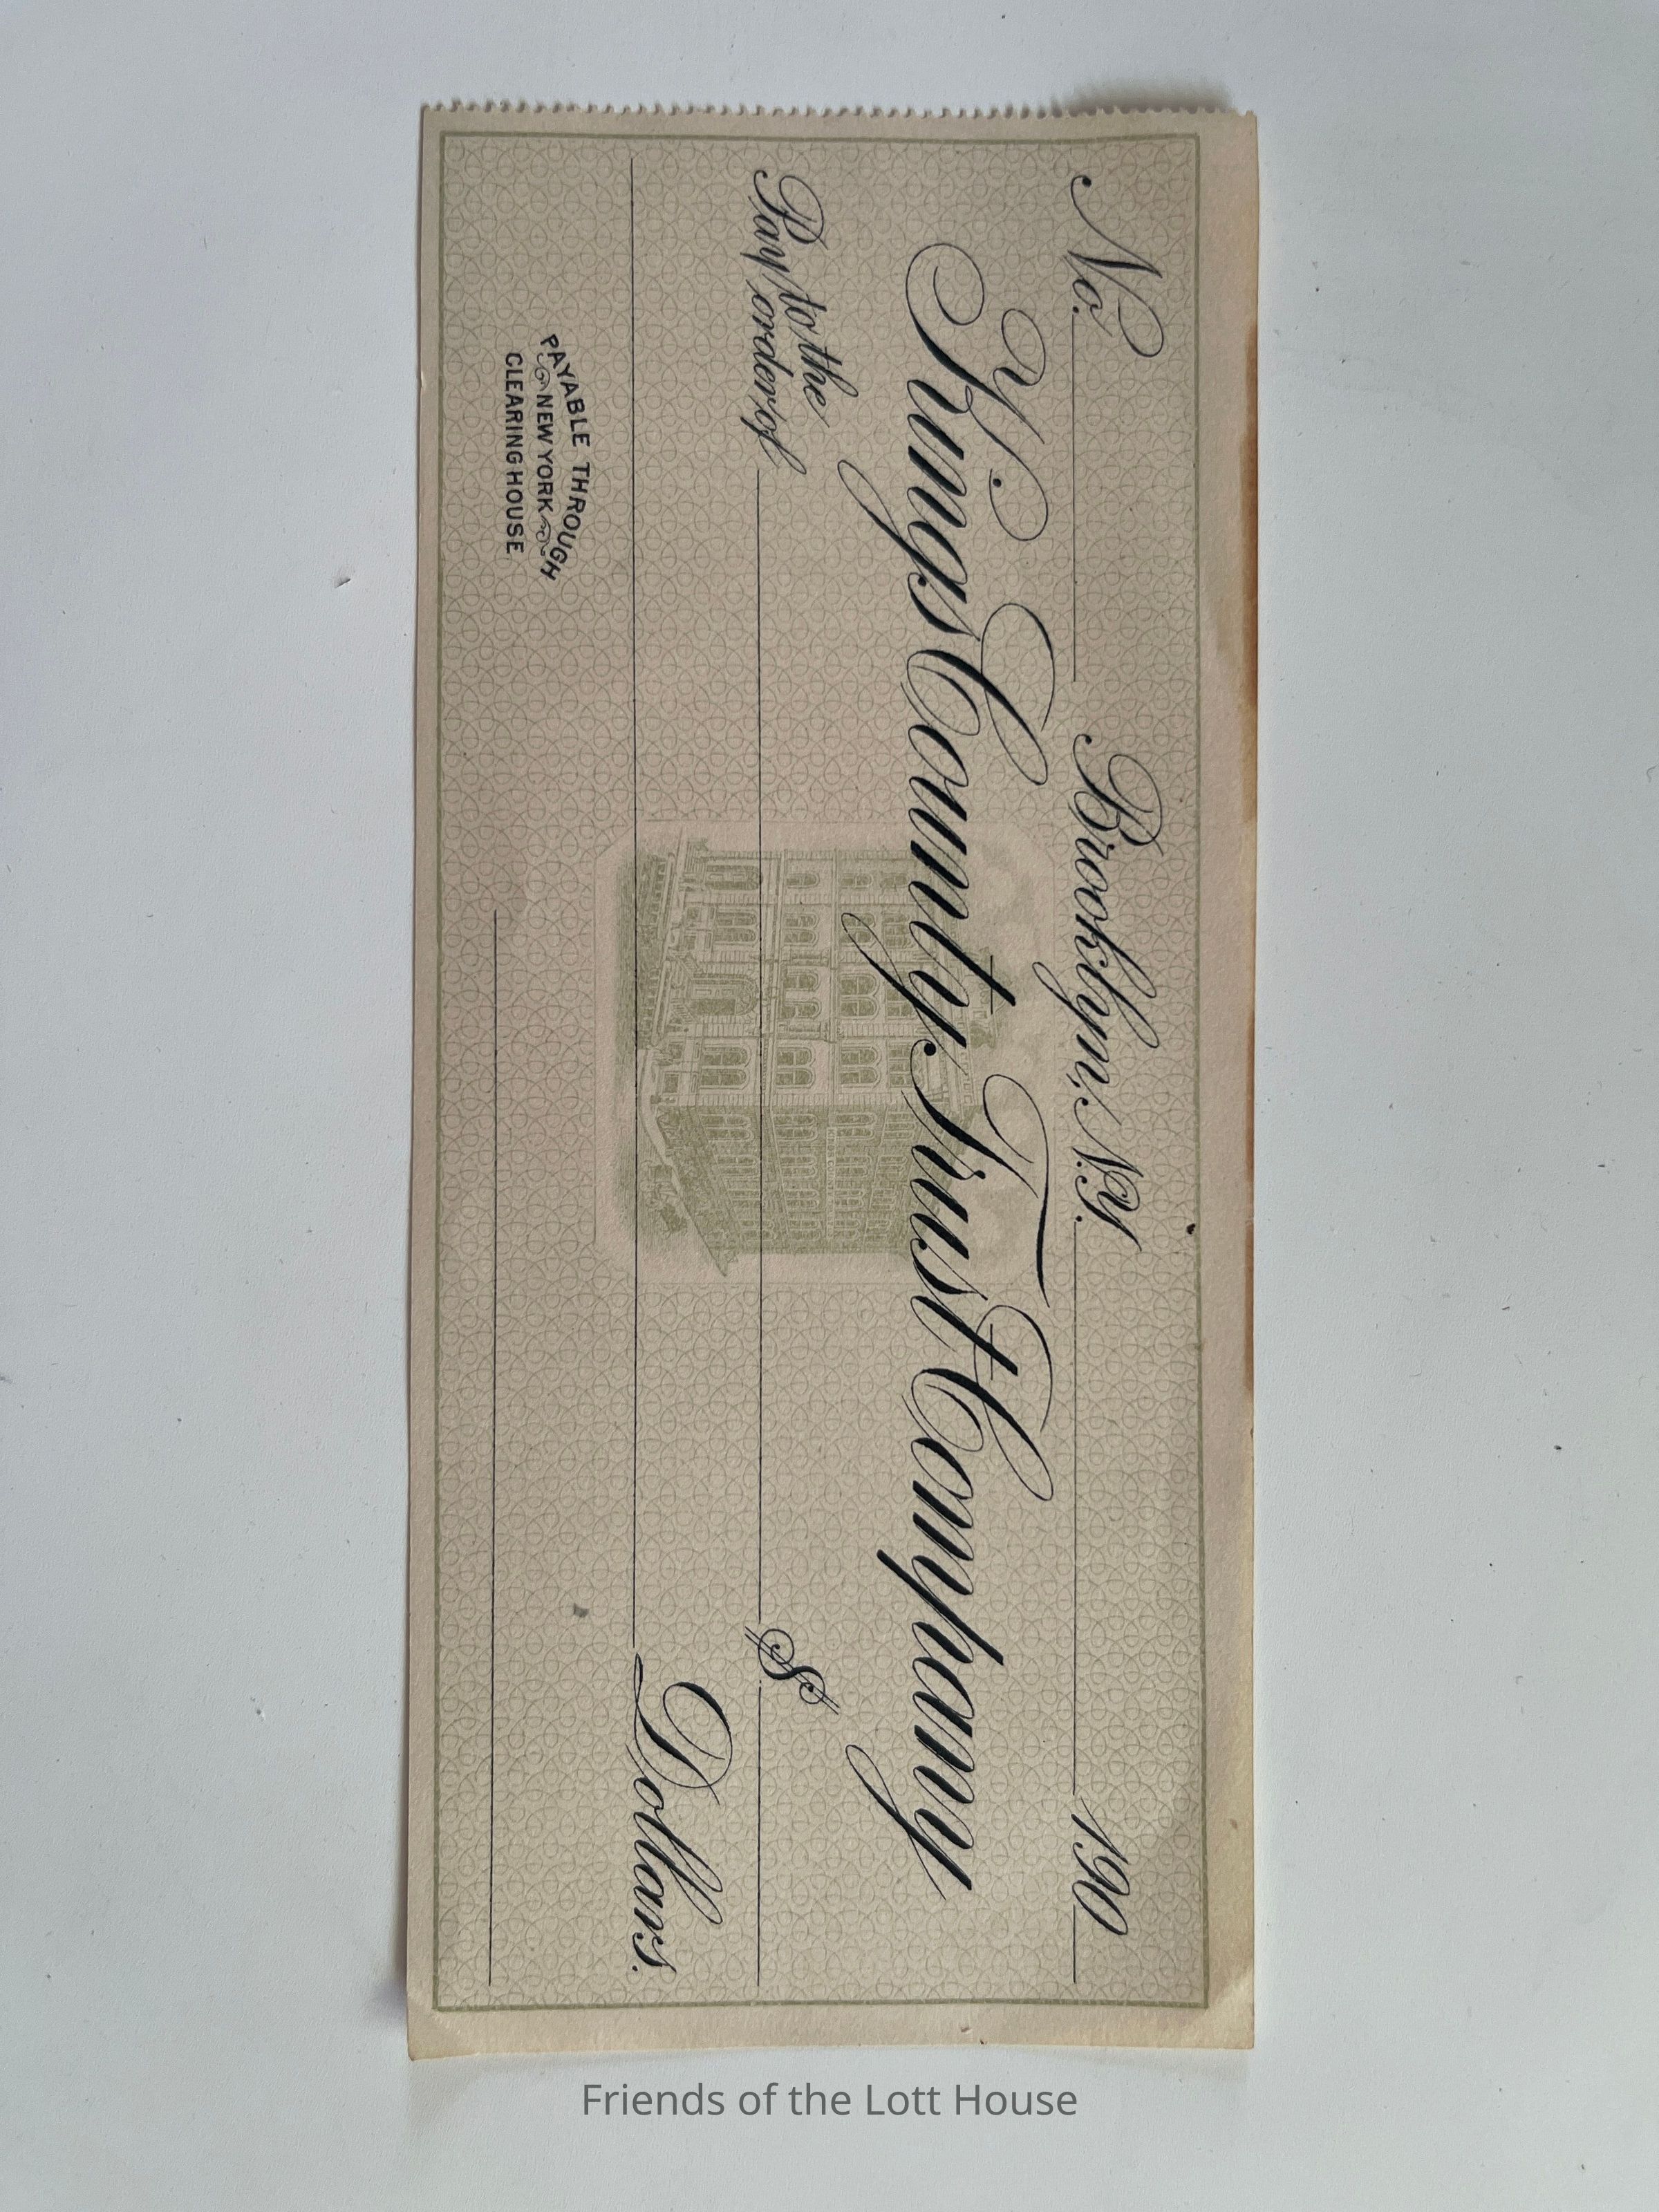 No. Brooklyn, N.Y. 190
Kings County Trust Company
Pay to the
order of $
Dollars.
PAYABLE THROUGH
NEW YORK
CLEARING HOUSE
Friends of the Lott House